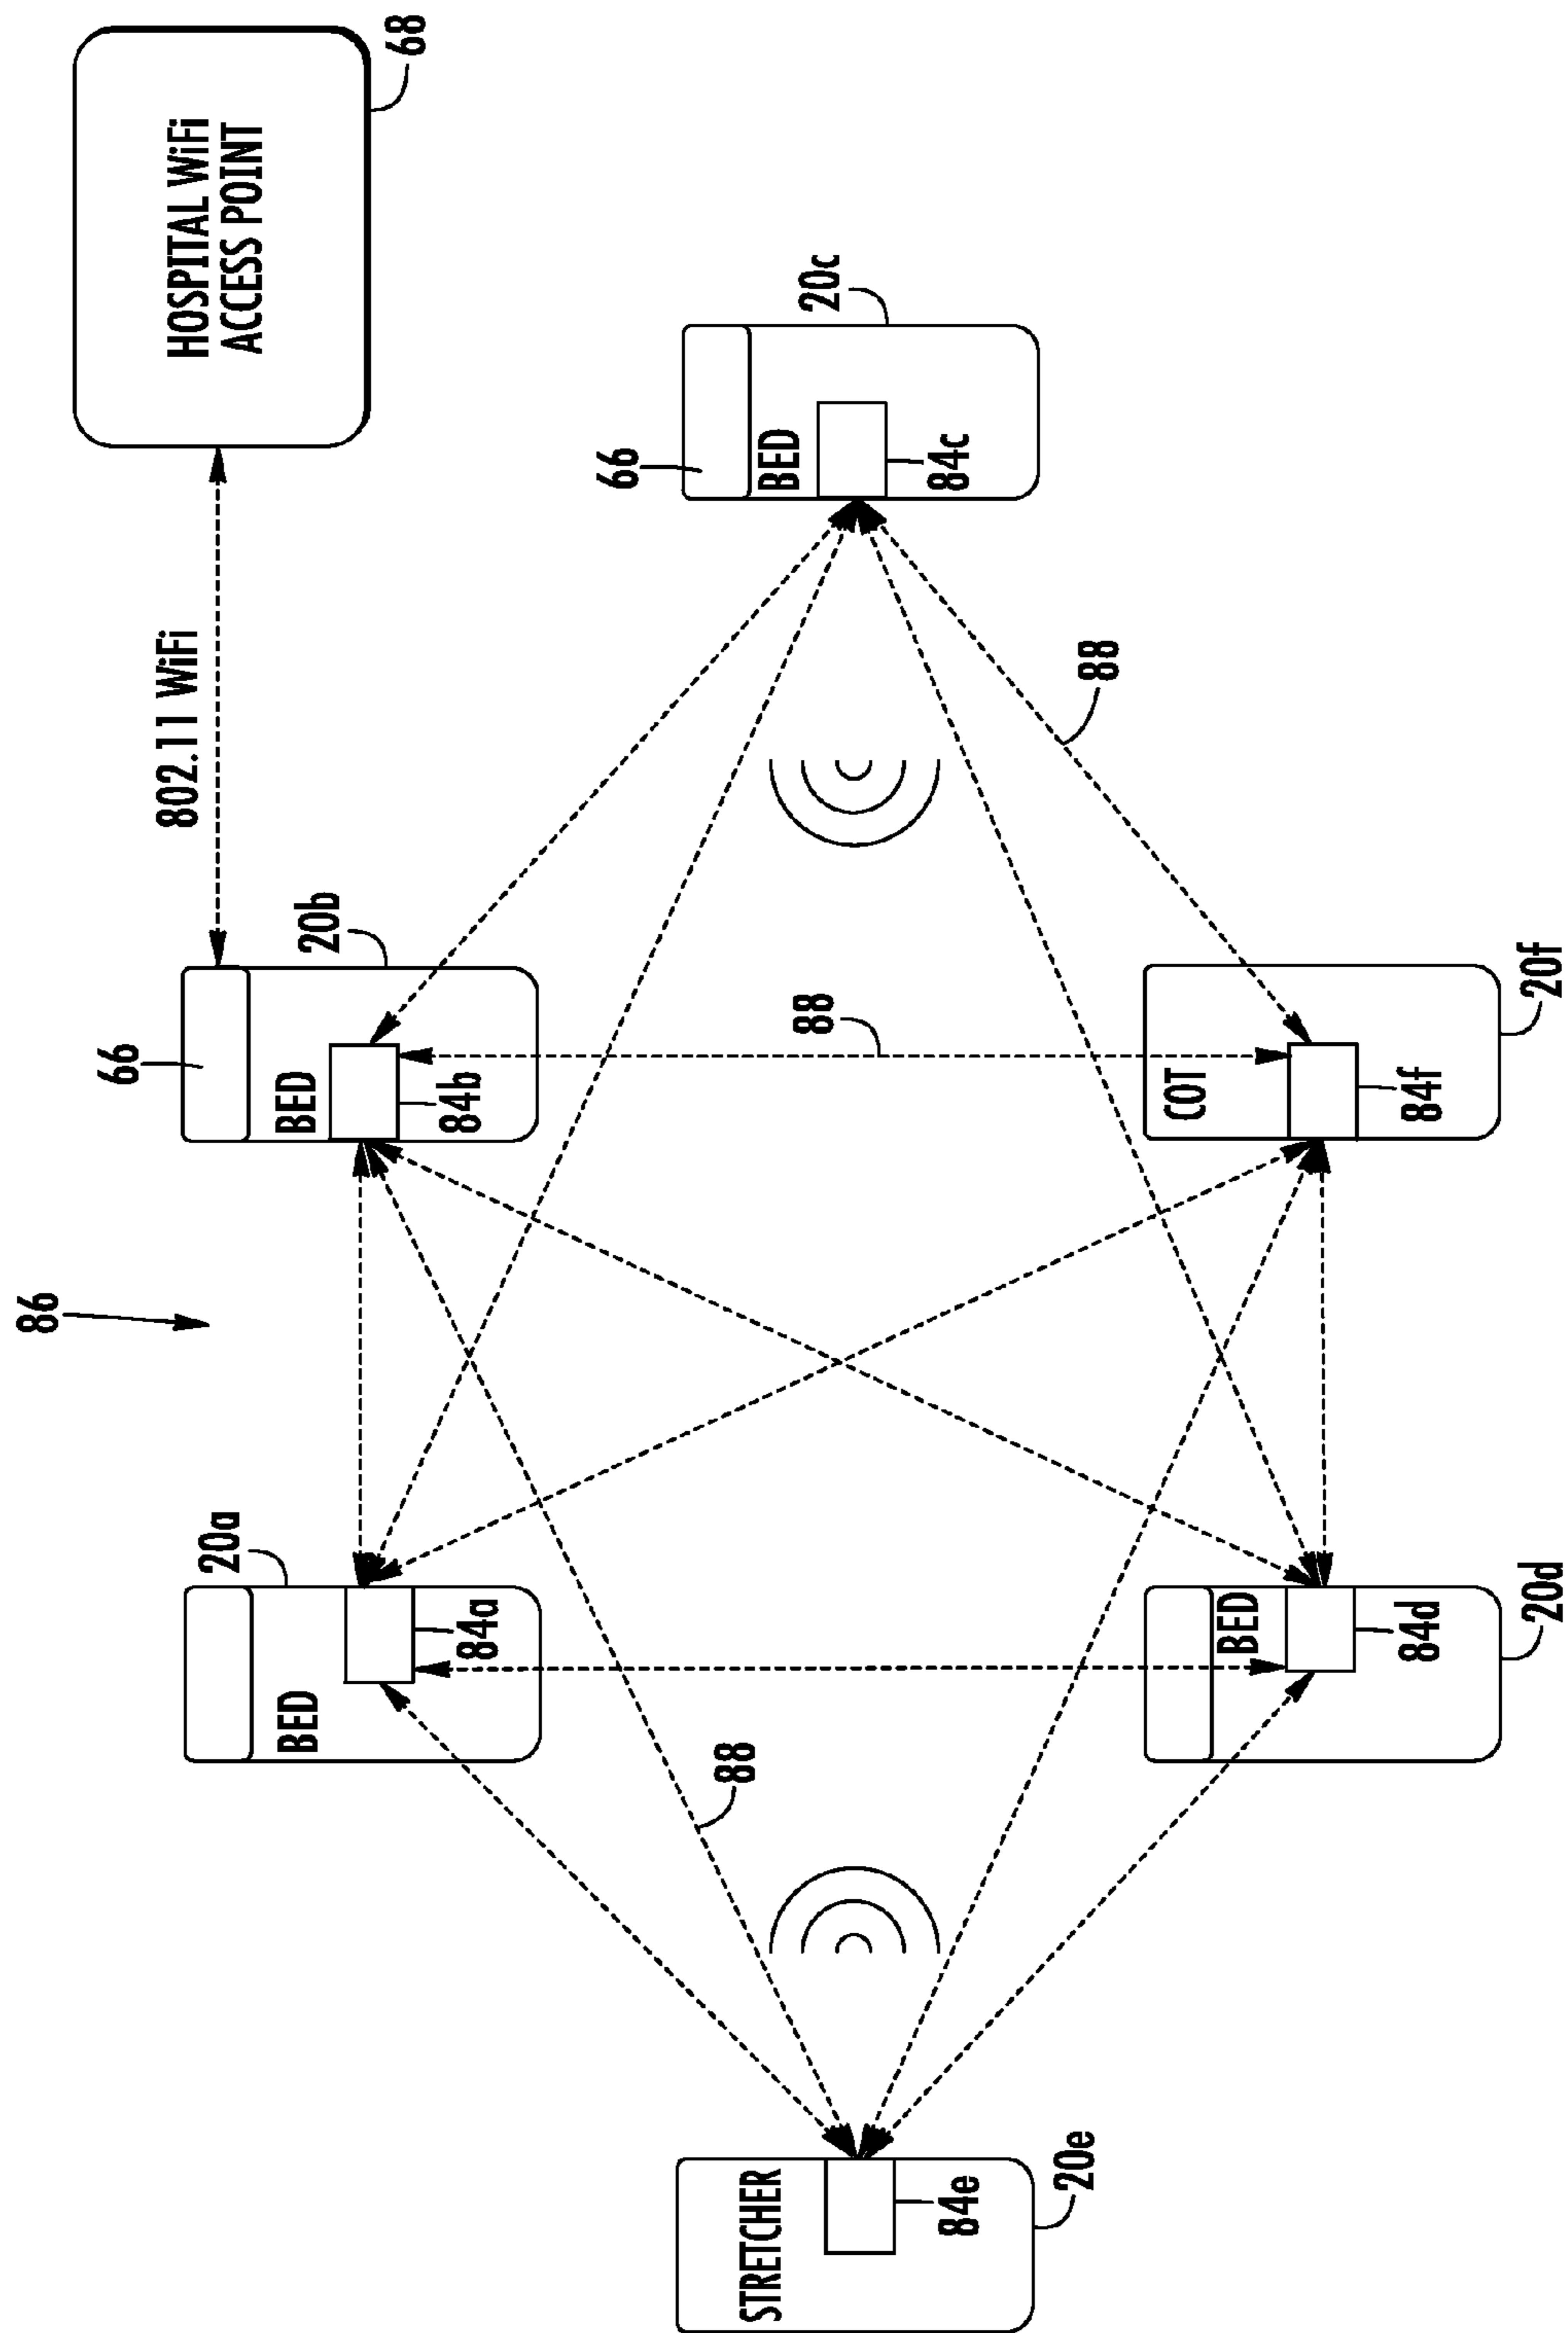 86
66
802.11 WiFi
HOSPITAL WiFi
ACCESS POINT
68
20a
BED
84a
20b
BED
84b
88
88
66
20c
BED
84c
88
STRETCHER
84e
20e
BED
84d
20d
COT
84f
20f